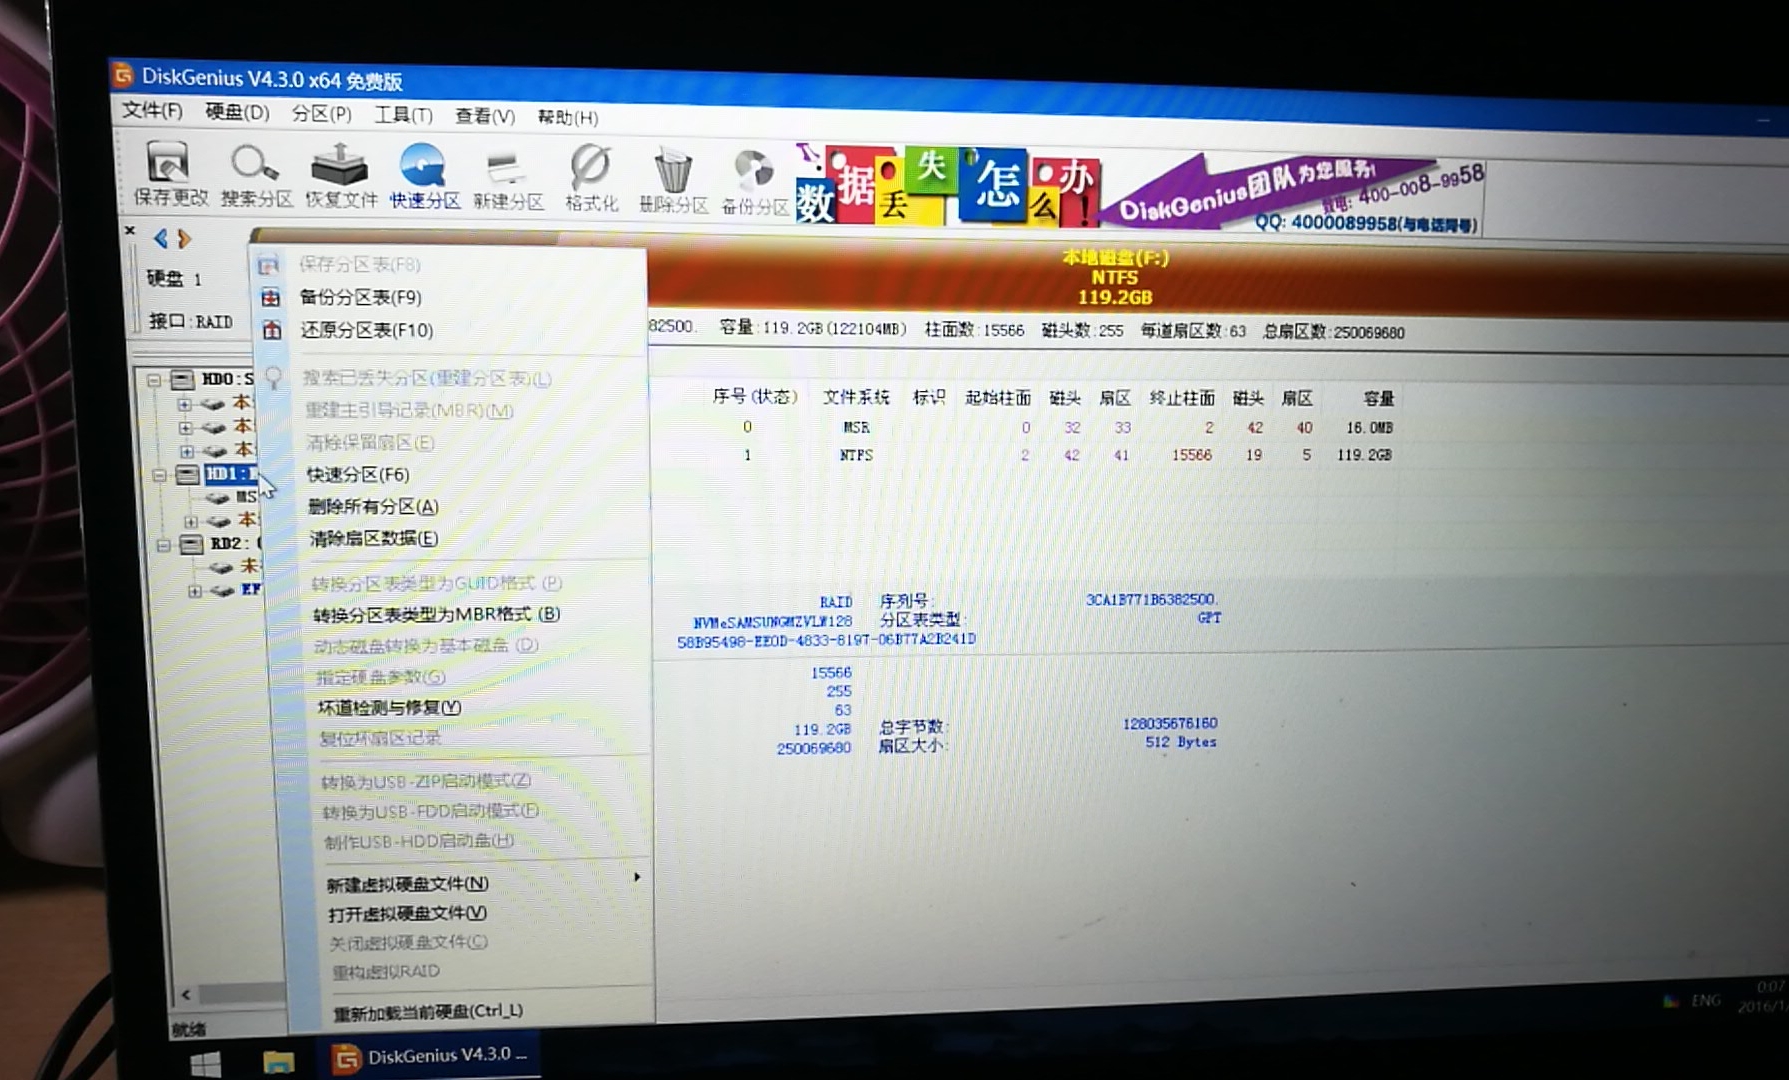 DiskGenius V4.3.0 x64 免费版
文件(F) 硬盘(D) 分区(P) 工具(T) 查看(V) 帮助(H)
保存更改 搜索分区 恢复文件 快速分区 新建分区 格式化 删除分区 备份分区
数据丢失怎么办!
DiskGenius团队为您服务!
致电: 400-008-9958
QQ: 4000089958(与电话同号)
硬盘 1
接口:RAID
本地磁盘(F:)
NTFS
119.2GB
82500. 容量:119.2GB(122104MB) 柱面数:15566 磁头数:255 每道扇区数:63 总扇区数:250069680
HD0:S
本
本
本
HD1:
MS
本
RD2:
未
EF
保存分区表(F8)
备份分区表(F9)
还原分区表(F10)
搜索已丢失分区(重建分区表)(L)
重建主引导记录(MBR)(M)
清除保留扇区(E)
快速分区(F6)
删除所有分区(A)
清除扇区数据(E)
转换分区表类型为GUID格式 (P)
转换分区表类型为MBR格式 (B)
动态磁盘转换为基本磁盘 (D)
指定硬盘参数(G)
坏道检测与修复(Y)
复位坏扇区记录
转换为USB-ZIP启动模式(Z)
转换为USB-FDD启动模式(F)
制作USB-HDD启动盘(H)
新建虚拟硬盘文件(N)
打开虚拟硬盘文件(V)
关闭虚拟硬盘文件(C)
重构虚拟RAID
重新加载当前硬盘(Ctrl_L)
序号(状态) 文件系统 标识 起始柱面 磁头 扇区 终止柱面 磁头 扇区 容量
0 MSR 0 32 33 2 42 40 16.0MB
1 NTFS 2 42 41 15566 19 5 119.2GB
RAID 序列号: 3CA1B771B6382500.
NVMeSAMSUNGMZVLW128 分区表类型: GPT
58B95498-EE0D-4833-8197-06B77A2B241D
15566
255
63
119.2GB 总字节数: 128035676160
250069680 扇区大小: 512 Bytes
就绪
DiskGenius V4.3.0 ...
ENG
0:07
2016/1